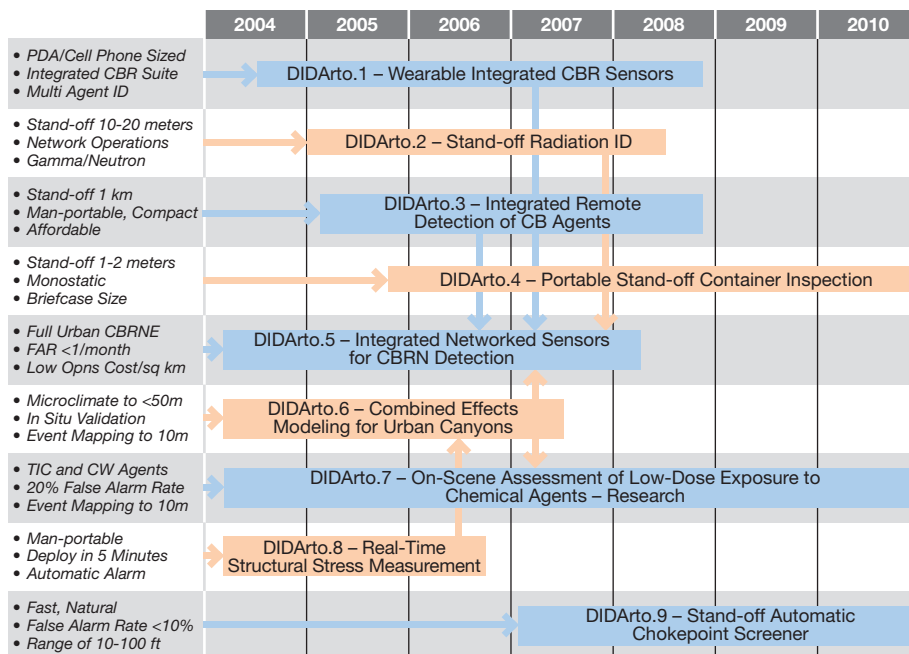 2004 2005 2006 2007 2008 2009 2010
• PDA/Cell Phone Sized
• Integrated CBR Suite
• Multi Agent ID
DIDArto.1 – Wearable Integrated CBR Sensors
• Stand-off 10-20 meters
• Network Operations
• Gamma/Neutron
DIDArto.2 – Stand-off Radiation ID
• Stand-off 1 km
• Man-portable, Compact
• Affordable
DIDArto.3 – Integrated Remote
Detection of CB Agents
• Stand-off 1-2 meters
• Monostatic
• Briefcase Size
DIDArto.4 – Portable Stand-off Container Inspection
• Full Urban CBRNE
• FAR <1/month
• Low Opns Cost/sq km
DIDArto.5 – Integrated Networked Sensors
for CBRN Detection
• Microclimate to <50m
• In Situ Validation
• Event Mapping to 10m
DIDArto.6 – Combined Effects
Modeling for Urban Canyons
• TIC and CW Agents
• 20% False Alarm Rate
• Event Mapping to 10m
DIDArto.7 – On-Scene Assessment of Low-Dose Exposure to
Chemical Agents – Research
• Man-portable
• Deploy in 5 Minutes
• Automatic Alarm
DIDArto.8 – Real-Time
Structural Stress Measurement
• Fast, Natural
• False Alarm Rate <10%
• Range of 10-100 ft
DIDArto.9 – Stand-off Automatic
Chokepoint Screener